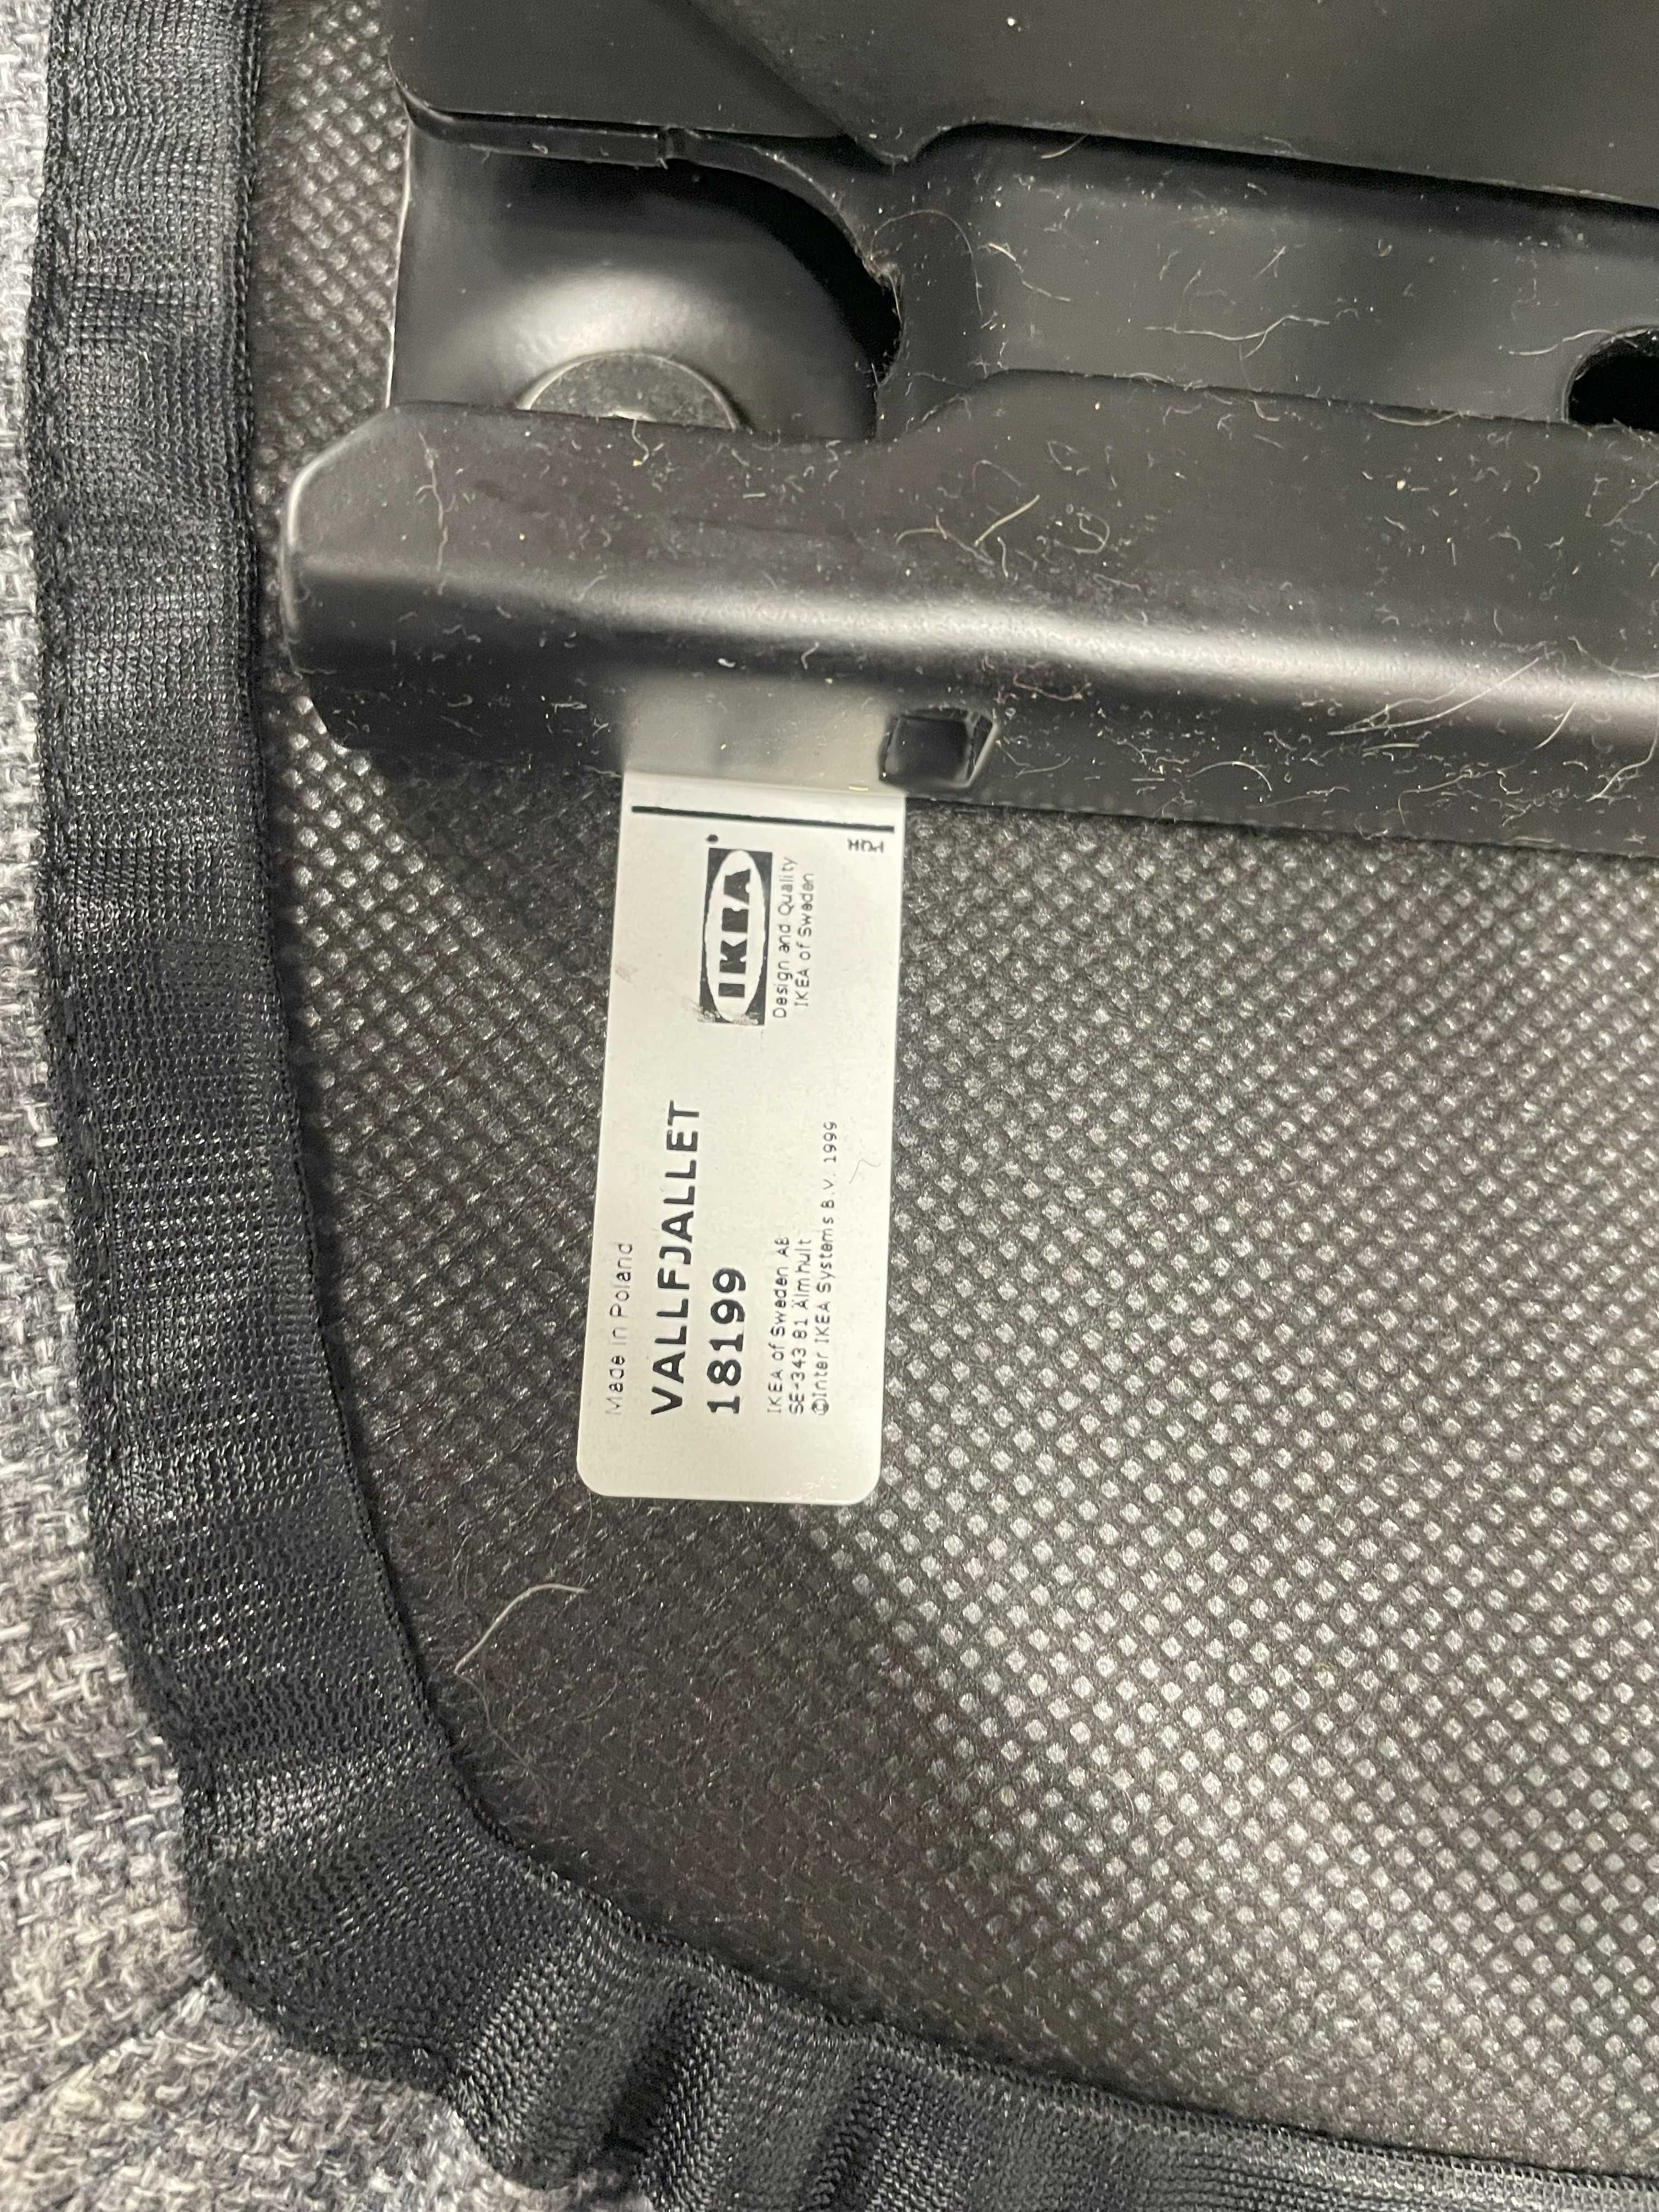 Made in Poland
VALLFJALLET
18199
IKEA of Sweden AB
SE-343 81 Älmhult
©Inter IKEA Systems B.V. 1999
IKEA
Design and Quality
IKEA of Sweden